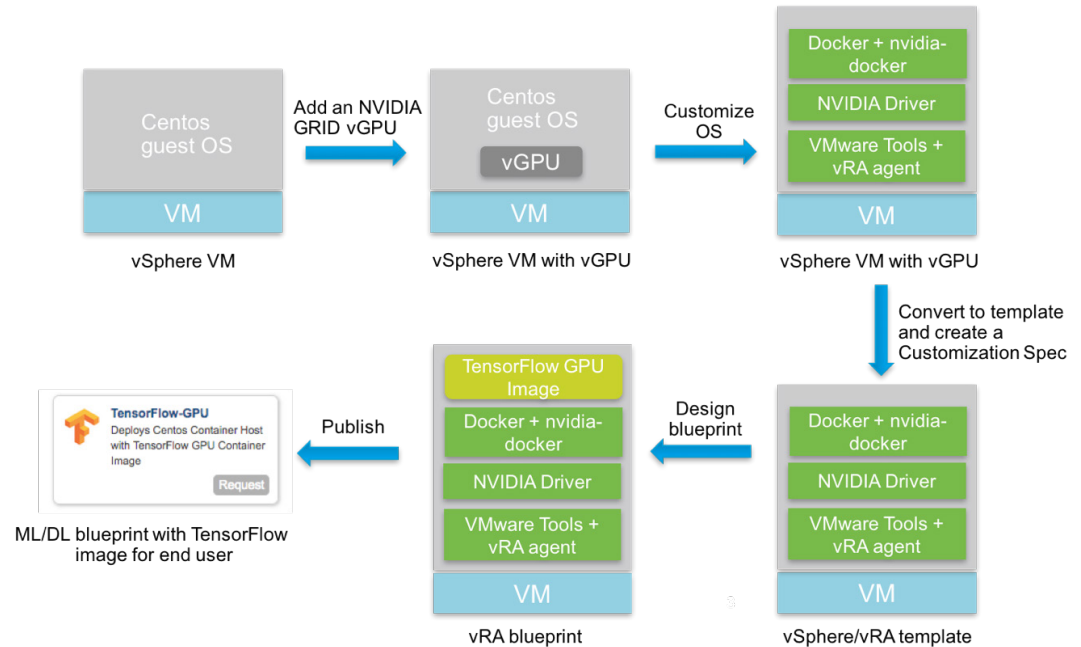 Centos
guest OS
VM
vSphere VM
Add an NVIDIA
GRID vGPU
Centos
guest OS
vGPU
VM
vSphere VM with vGPU
Customize
OS
Docker + nvidia-
docker
NVIDIA Driver
VMware Tools +
vRA agent
VM
vSphere VM with vGPU
Convert to template
and create a
Customization Spec
Docker + nvidia-
docker
NVIDIA Driver
VMware Tools +
vRA agent
VM
vSphere/vRA template
Design
blueprint
TensorFlow GPU
Image
Docker + nvidia-
docker
NVIDIA Driver
VMware Tools +
vRA agent
VM
vRA blueprint
Publish
TensorFlow-GPU
Deploys Centos Container Host
with TensorFlow GPU Container
Image
Request
ML/DL blueprint with TensorFlow
image for end user